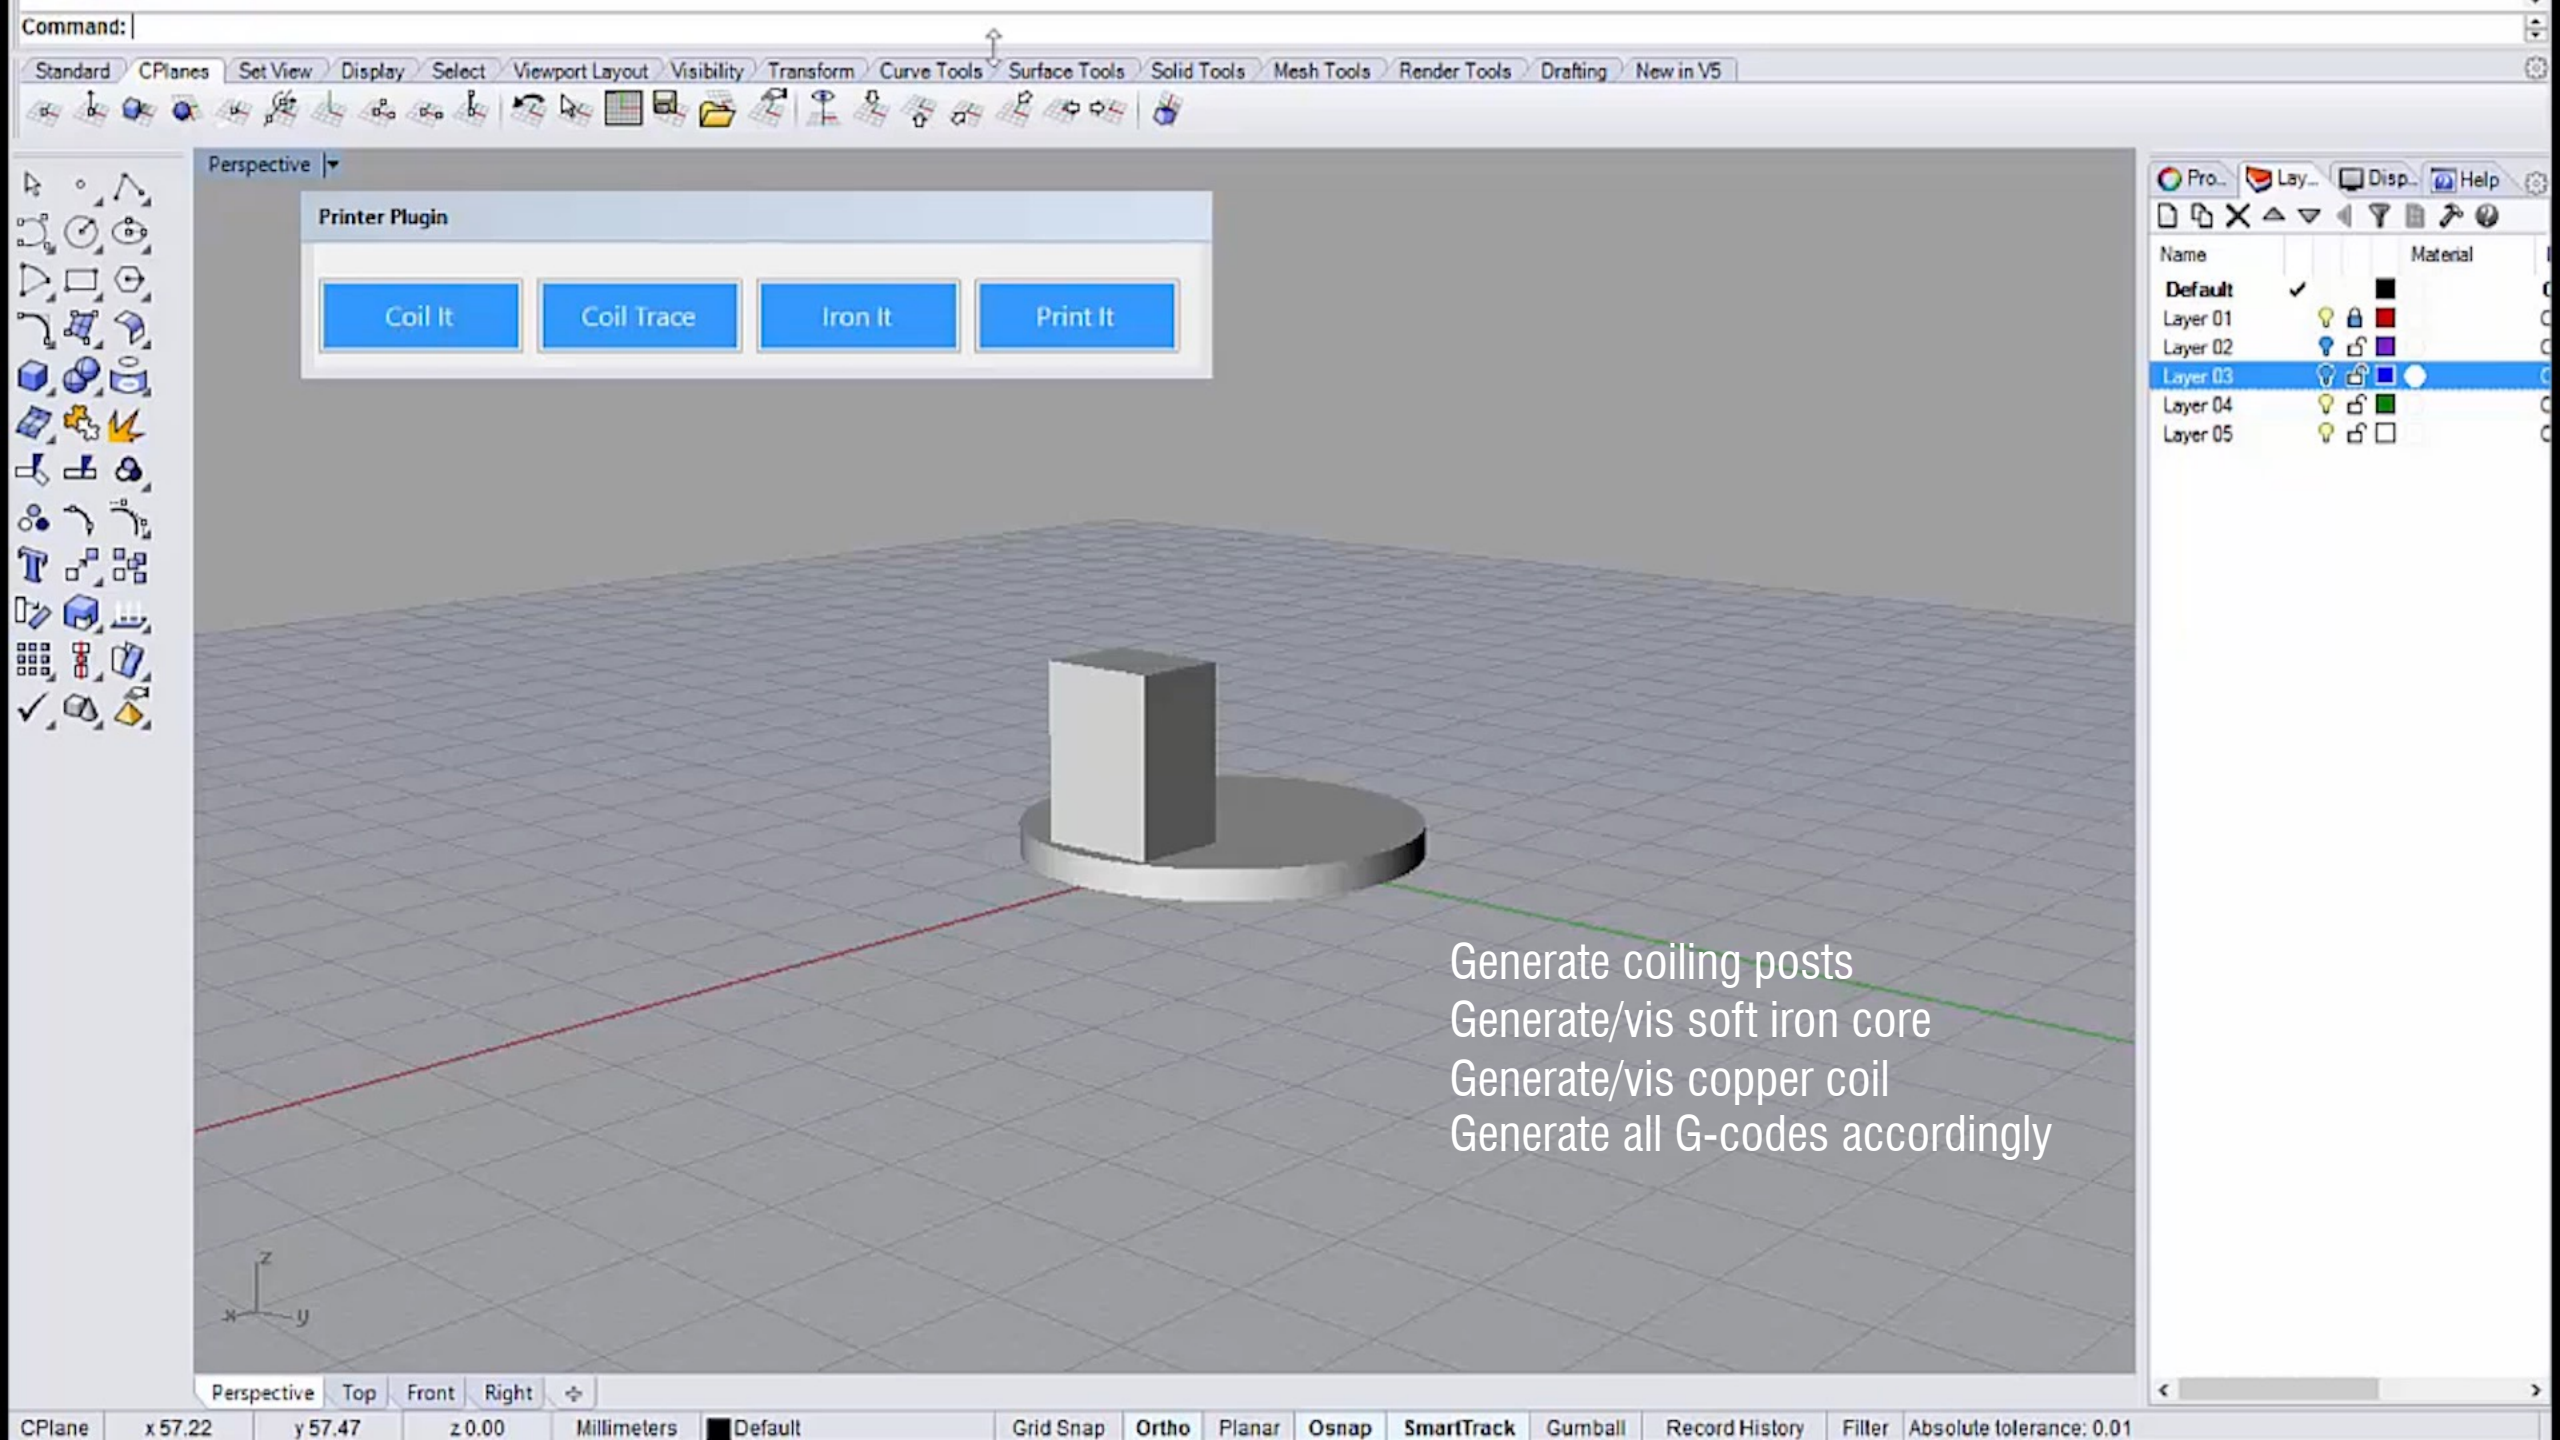 Command:
Standard CPlanes Set View Display Select Viewport Layout Visibility Transform Curve Tools Surface Tools Solid Tools Mesh Tools Render Tools Drafting New in V5
Perspective
Printer Plugin
Coil It Coil Trace Iron It Print It
Pro... Lay... Disp... Help
Name Material
Default
Layer 01
Layer 02
Layer 03
Layer 04
Layer 05
Generate coiling posts
Generate/vis soft iron core
Generate/vis copper coil
Generate all G-codes accordingly
z
x y
Perspective Top Front Right
CPlane x 57.22 y 57.47 z 0.00 Millimeters Default Grid Snap Ortho Planar Osnap SmartTrack Gumball Record History Filter Absolute tolerance: 0.01